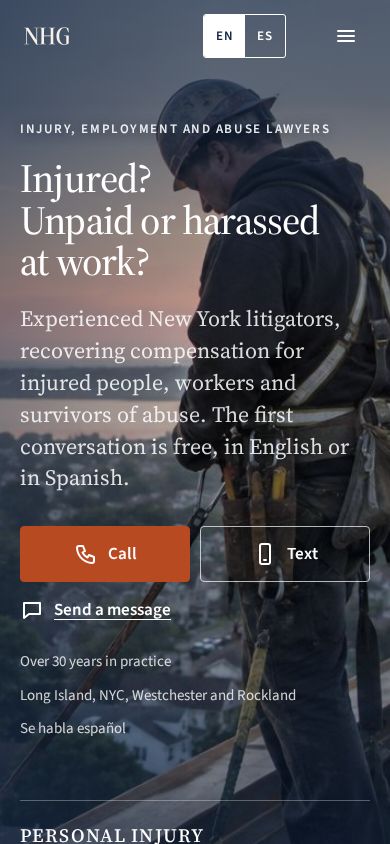 NHG
EN ES
INJURY, EMPLOYMENT AND ABUSE LAWYERS
Injured?
Unpaid or harassed
at work?
Experienced New York litigators,
recovering compensation for
injured people, workers and
survivors of abuse. The first
conversation is free, in English or
in Spanish.
Call
Text
Send a message
Over 30 years in practice
Long Island, NYC, Westchester and Rockland
Se habla español
PERSONAL INJURY